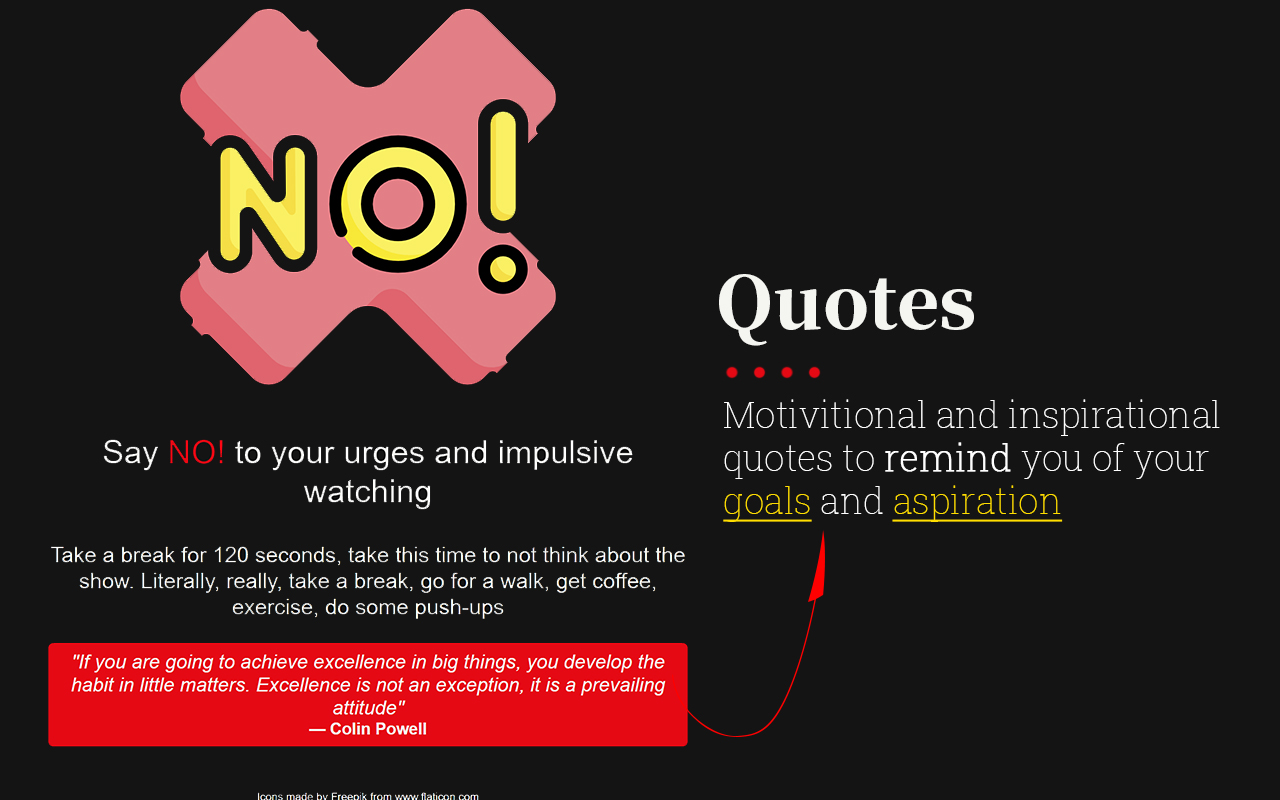 NO!
Say NO! to your urges and impulsive
watching
Take a break for 120 seconds, take this time to not think about the
show. Literally, really, take a break, go for a walk, get coffee,
exercise, do some push-ups
"If you are going to achieve excellence in big things, you develop the
habit in little matters. Excellence is not an exception, it is a prevailing
attitude"
— Colin Powell
Icons made by Freepik from www.flaticon.com
Quotes
Motivitional and inspirational
quotes to remind you of your
goals and aspiration